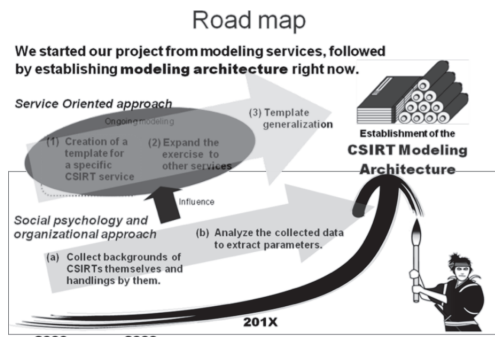 Road map
We started our project from modeling services, followed
by establishing modeling architecture right now.
Service Oriented approach
Ongoing modeling
(1) Creation of a
template for
a specific
CSIRT service
(2) Expand the
exercise to
other services
(3) Template
generalization
Establishment of the
CSIRT Modeling
Architecture
Influence
Social psychology and
organizational approach
(a) Collect backgrounds of
CSIRTs themselves and
handlings by them.
(b) Analyze the collected data
to extract parameters.
201X